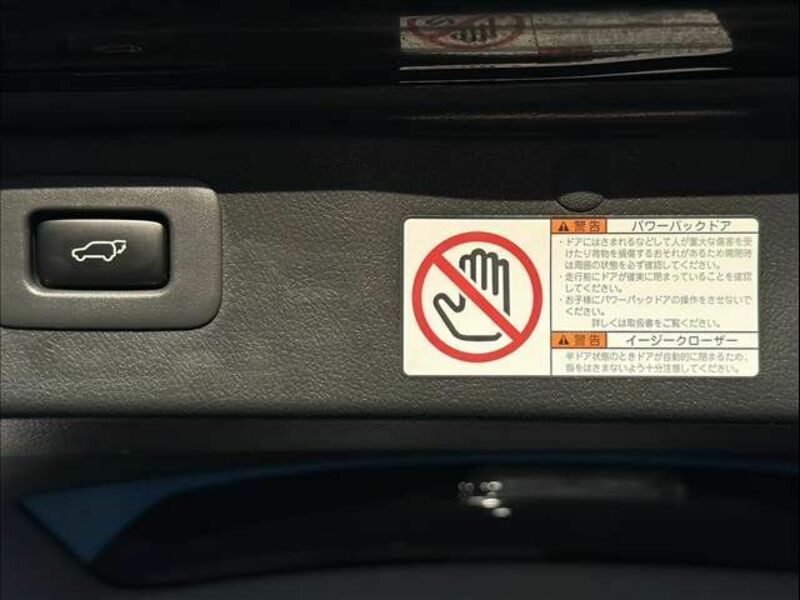 警告 パワーバックドア
・ドアにはさまれるなどして人が重大な傷害を受
けたり荷物を損傷するおそれがあるため開閉時
は周囲の状態を必ず確認してください。
・走行前にドアが確実に閉まっていることを確認
してください。
・お子様にパワーバックドアの操作をさせないで
ください。
詳しくは取扱書をご覧ください。
警告 イージークローザー
半ドア状態のときドアが自動的に閉まるため、
指をはさまないよう十分注意してください。